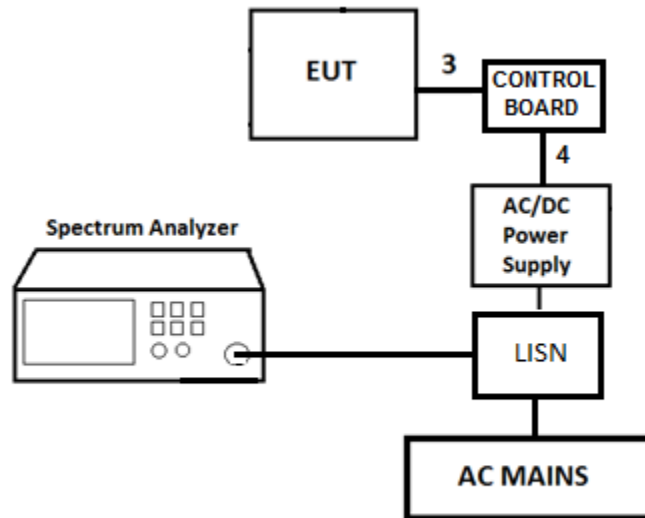 EUT
3
CONTROL
BOARD
4
AC/DC
Power
Supply
Spectrum Analyzer
LISN
AC MAINS